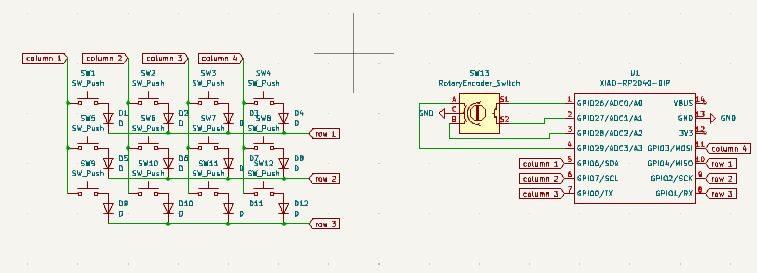 column 1 column 2 column 3 column 4
SW1 SW2 SW3 SW4
SW_Push SW_Push SW_Push SW_Push
D1 D2 D3 D4
D D D D
row 1
SW5 SW6 SW7 SW8
SW_Push SW_Push SW_Push SW_Push
D5 D6 D7 D8
D D D D
row 2
SW9 SW10 SW11 SW12
SW_Push SW_Push SW_Push SW_Push
D9 D10 D11 D12
D D D D
row 3
SW13
RotaryEncoder_Switch
A S1
GND C
B S2
U1
XIAO-RP2040-DIP
1 GPIO26/ADC0/A0 VBUS 14
2 GPIO27/ADC1/A1 GND 13 GND
3 GPIO28/ADC2/A2 3V3 12
4 GPIO29/ADC3/A3 GPIO3/MOSI 11 column 4
column 1 5 GPIO6/SDA GPIO4/MISO 10 row 1
column 2 6 GPIO7/SCL GPIO2/SCK 9 row 2
column 3 7 GPIO0/TX GPIO1/RX 8 row 3